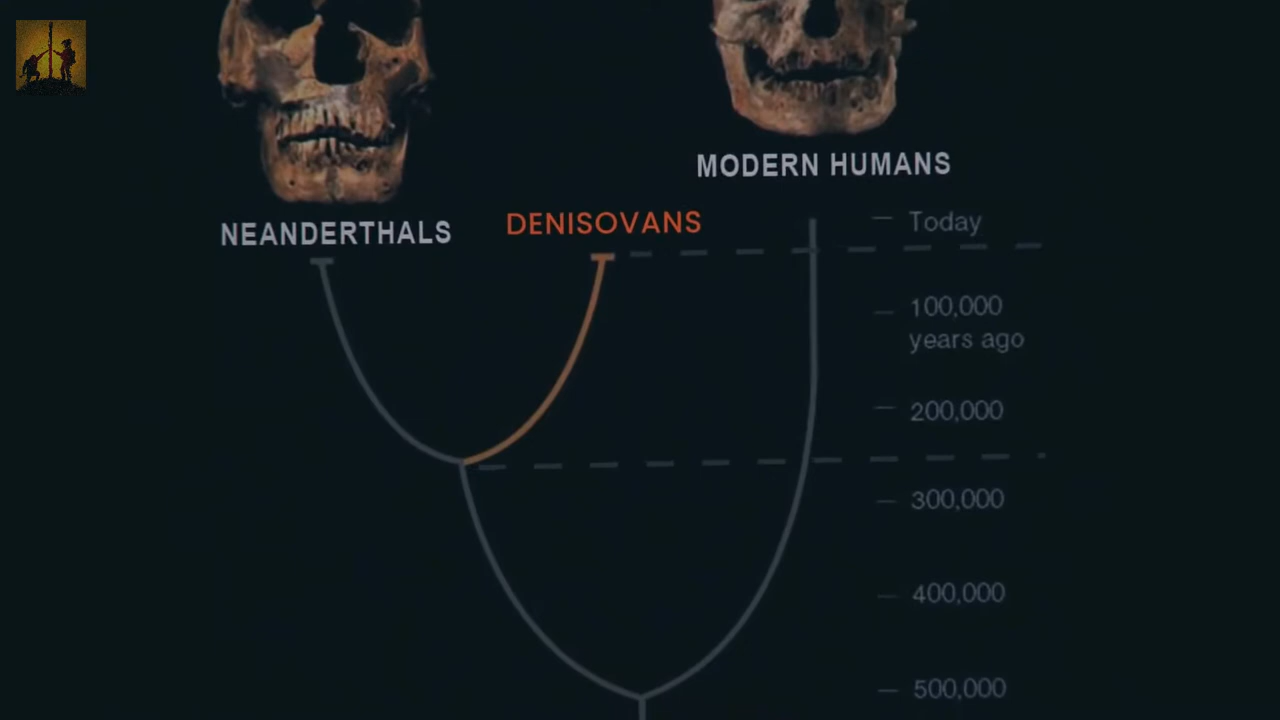 MODERN HUMANS
NEANDERTHALS
DENISOVANS
Today
100,000
years ago
200,000
300,000
400,000
500,000